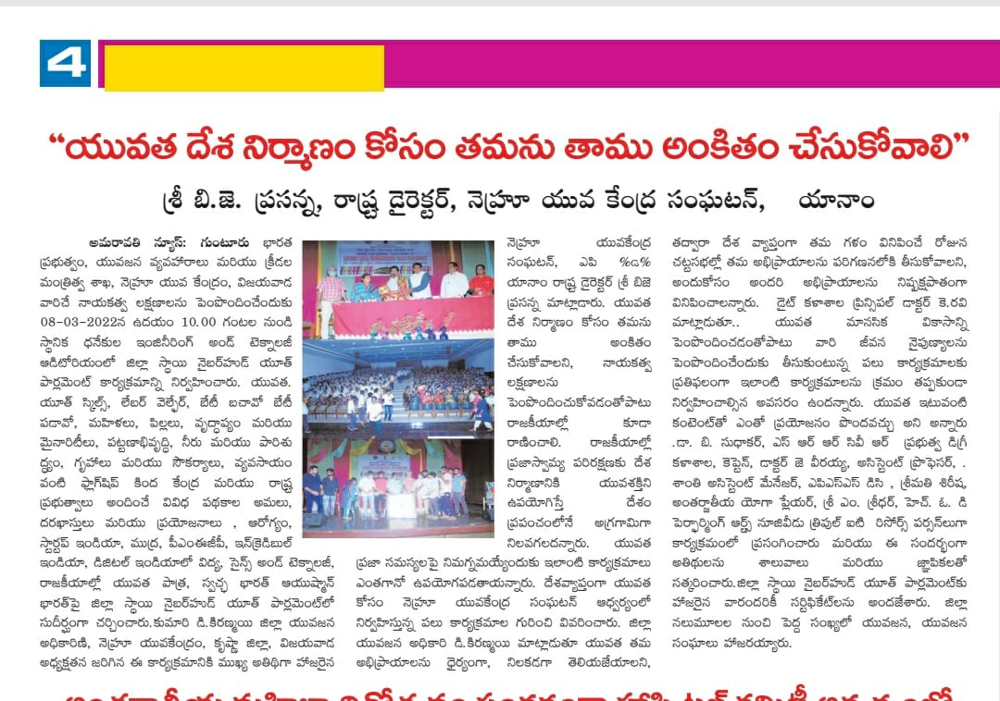 4
“యువత దేశ నిర్మాణం కోసం తమను తాము అంకితం చేసుకోవాలి”
శ్రీ బి.జె. ప్రసన్న, రాష్ట్ర డైరెక్టర్, నెహ్రూ యువ కేంద్ర సంఘటన్, యానాం
అమరావతి న్యూస్: గుంటూరు భారత
ప్రభుత్వం, యువజన వ్యవహారాలు మరియు క్రీడల
మంత్రిత్వ శాఖ, నెహ్రూ యువ కేంద్రం, విజయవాడ
వారిచే నాయకత్వ లక్షణాలను పెంపొందించేందుకు
08-03-2022న ఉదయం 10.00 గంటల నుండి
స్థానిక ధనేకుల ఇంజినీరింగ్ అండ్ టెక్నాలజీ
ఆడిటోరియంలో జిల్లా స్థాయి నైబర్‌హుడ్ యూత్
పార్లమెంట్ కార్యక్రమాన్ని నిర్వహించారు. యువత.
యూత్ స్కిల్స్, లేబర్ వెల్ఫేర్, బేటీ బచావో బేటీ
పడావో, మహిళలు, పిల్లలు, వృద్ధాప్యం మరియు
మైనారిటీలు, పట్టణాభివృద్ధి, నీరు మరియు పారిశు
ద్ధ్యం, గృహాలు మరియు సౌకర్యాలు, వ్యవసాయం
వంటి ఫ్లాగ్‌షిప్ కింద కేంద్ర మరియు రాష్ట్ర
ప్రభుత్వాలు అందించే వివిధ పథకాల అమలు,
దరఖాస్తులు మరియు ప్రయోజనాలు , ఆరోగ్యం,
స్టార్టప్ ఇండియా, ముద్ర, పీఎంఈజీపీ, ఇన్‌క్రెడిబుల్
ఇండియా, డిజిటల్ ఇండియాలో విద్య, సైన్స్ అండ్ టెక్నాలజీ,
రాజకీయాల్లో యువత పాత్ర, స్వచ్ఛ భారత్ ఆయుష్మాన్
భారత్‌పై జిల్లా స్థాయి నైబర్‌హుడ్ యూత్ పార్లమెంట్‌లో
సుదీర్ఘంగా చర్చించారు.కుమారి డి.కిరణ్మయి జిల్లా యువజన
అధికారిణి, నెహ్రూ యువకేంద్రం, కృష్ణా జిల్లా, విజయవాడ
అధ్యక్షతన జరిగిన ఈ కార్యక్రమానికి ముఖ్య అతిథిగా హాజరైన
నెహ్రూ యువకేంద్ర
సంఘటన్, ఎపి %డ%
యానాం రాష్ట్ర డైరెక్టర్ శ్రీ బిజె
ప్రసన్న మాట్లాడారు. యువత
దేశ నిర్మాణం కోసం తమను
తాము అంకితం
చేసుకోవాలని, నాయకత్వ
లక్షణాలను
పెంపొందించుకోవడంతోపాటు
రాజకీయాల్లో కూడా
రాణించాలి. రాజకీయాల్లో
ప్రజాస్వామ్య పరిరక్షణకు దేశ
నిర్మాణానికి యువశక్తిని
ఉపయోగిస్తే దేశం
ప్రపంచంలోనే అగ్రగామిగా
నిలవగలదన్నారు. యువత
ప్రజా సమస్యలపై నిమగ్నమయ్యేందుకు ఇలాంటి కార్యక్రమాలు
ఎంతగానో ఉపయోగపడతాయన్నారు. దేశవ్యాప్తంగా యువత
కోసం నెహ్రూ యువకేంద్ర సంఘటన్ ఆధ్వర్యంలో
నిర్వహిస్తున్న పలు కార్యక్రమాల గురించి వివరించారు. జిల్లా
యువజన అధికారి డి.కిరణ్మయి మాట్లాడుతూ యువత తమ
అభిప్రాయాలను ధైర్యంగా, నిలకడగా తెలియజేయాలని,
తద్వారా దేశ వ్యాప్తంగా తమ గళం వినిపించే రోజున
చట్టసభల్లో తమ అభిప్రాయాలను పరిగణనలోకి తీసుకోవాలని,
అందుకోసం అందరి అభిప్రాయాలను నిష్పక్షపాతంగా
వినిపించాలన్నారు. డైట్ కళాశాల ప్రిన్సిపల్ డాక్టర్ కె.రవి
మాట్లాడుతూ.. యువత మానసిక వికాసాన్ని
పెంపొందించడంతోపాటు వారి జీవన నైపుణ్యాలను
పెంపొందించేందుకు తీసుకుంటున్న పలు కార్యక్రమాలకు
ప్రతిఫలంగా ఇలాంటి కార్యక్రమాలను క్రమం తప్పకుండా
నిర్వహించాల్సిన అవసరం ఉందన్నారు. యువత ఇటువంటి
కంటెంట్‌తో ఎంతో ప్రయోజనం పొందవచ్చు అని అన్నారు
.డా. బి. సుధాకర్, ఎస్ ఆర్ ఆర్ సివీ ఆర్ ప్రభుత్వ డిగ్రీ
కళాశాల, కెప్టెన్, డాక్టర్ జె వీరయ్య, అసిస్టెంట్ ప్రొఫెసర్, .
శాంతి అసిస్టెంట్ మేనేజర్, ఎపిఎస్ఎస్ డిసి , శ్రీమతి శిరీష,
అంతర్జాతీయ యోగా ప్లేయర్, శ్రీ ఎం. శ్రీధర్, హెచ్. ఓ. డి
పెర్ఫార్మింగ్ ఆర్ట్స్ నూజివీడు త్రిపుల్ ఐటి రిసోర్స్ పర్సన్‌లుగా
కార్యక్రమంలో ప్రసంగించారు మరియు ఈ సందర్భంగా
అతిథులను శాలువాలు మరియు జ్ఞాపికలతో
సత్కరించారు.జిల్లా స్థాయి నైబర్‌హుడ్ యూత్ పార్లమెంట్‌కు
హాజరైన వారందరికీ సర్టిఫికేట్‌లను అందజేశారు. జిల్లా
నలుమూలల నుంచి పెద్ద సంఖ్యలో యువజన, యువజన
సంఘాలు హాజరయ్యారు.